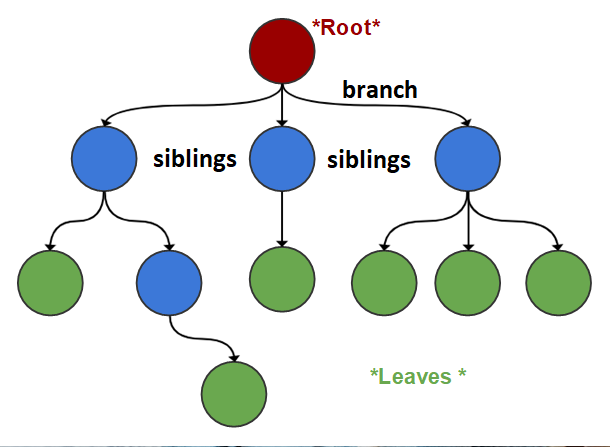 *Root*
branch
siblings
siblings
*Leaves *